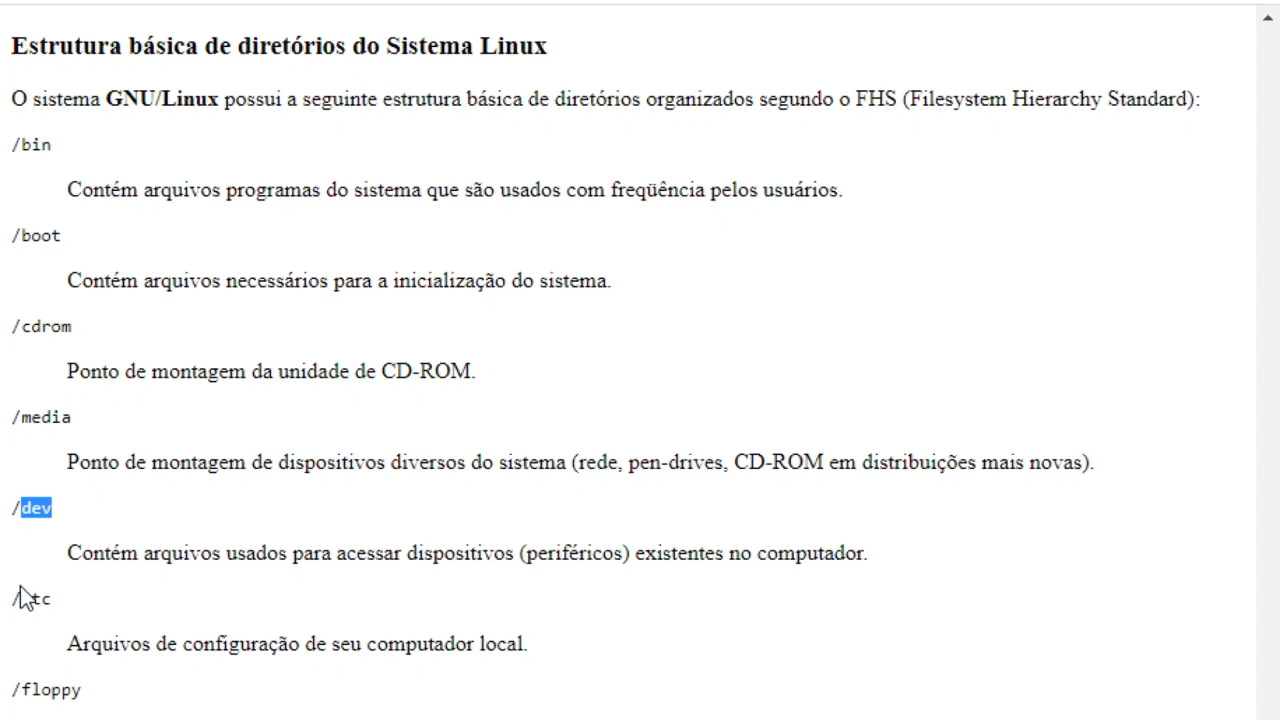 Estrutura básica de diretórios do Sistema Linux
O sistema GNU/Linux possui a seguinte estrutura básica de diretórios organizados segundo o FHS (Filesystem Hierarchy Standard):
/bin
Contém arquivos programas do sistema que são usados com freqüência pelos usuários.
/boot
Contém arquivos necessários para a inicialização do sistema.
/cdrom
Ponto de montagem da unidade de CD-ROM.
/media
Ponto de montagem de dispositivos diversos do sistema (rede, pen-drives, CD-ROM em distribuições mais novas).
/dev
Contém arquivos usados para acessar dispositivos (periféricos) existentes no computador.
/etc
Arquivos de configuração de seu computador local.
/floppy